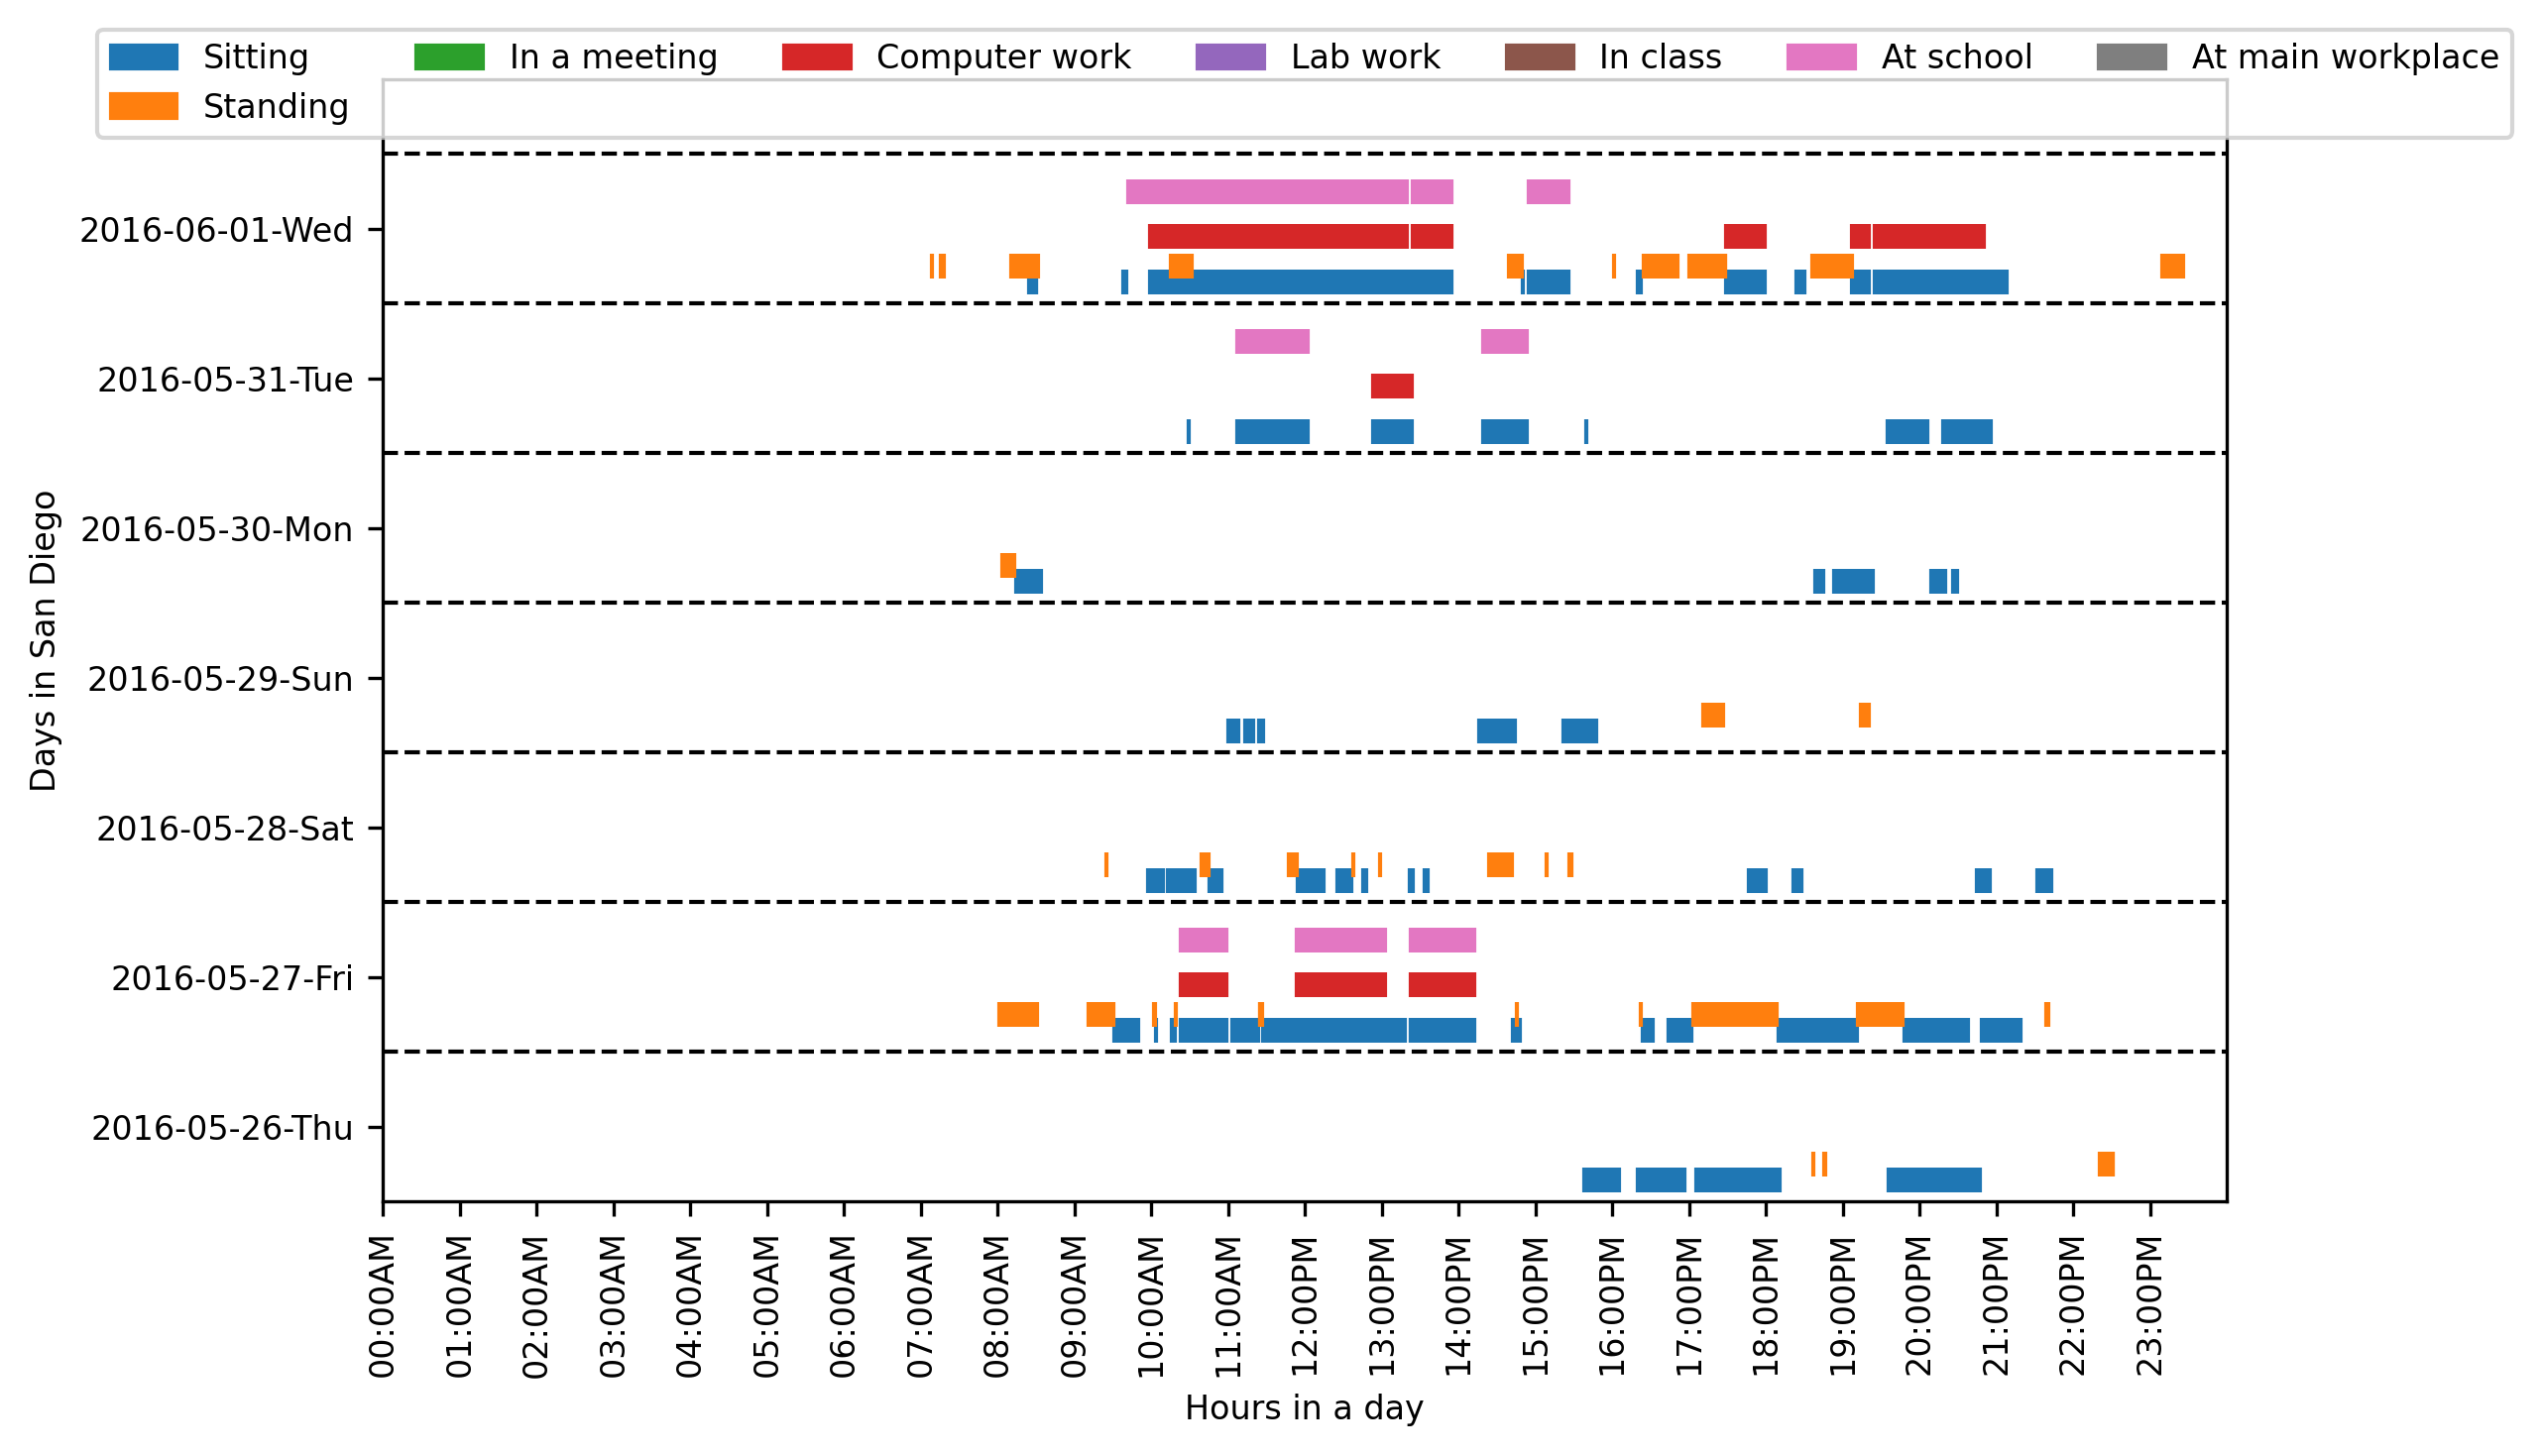 Sitting In a meeting Computer work Lab work In class At school At main workplace
Standing
2016-06-01-Wed
2016-05-31-Tue
2016-05-30-Mon
2016-05-29-Sun
2016-05-28-Sat
2016-05-27-Fri
2016-05-26-Thu
Days in San Diego
00:00AM
01:00AM
02:00AM
03:00AM
04:00AM
05:00AM
06:00AM
07:00AM
08:00AM
09:00AM
10:00AM
11:00AM
12:00PM
13:00PM
14:00PM
15:00PM
16:00PM
17:00PM
18:00PM
19:00PM
20:00PM
21:00PM
22:00PM
23:00PM
Hours in a day